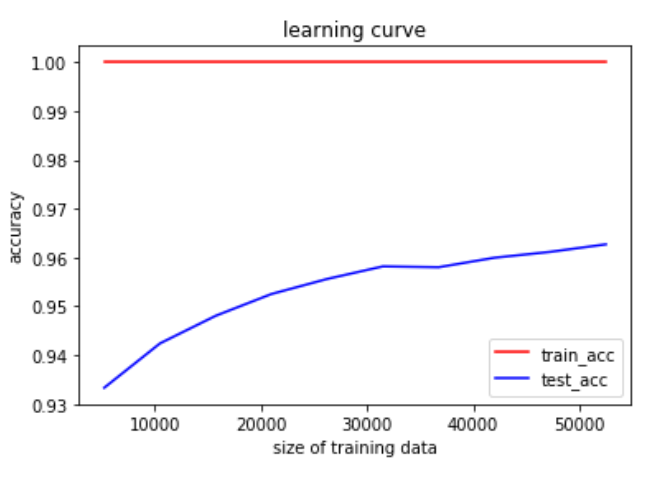 learning curve
1.00
0.99
0.98
0.97
0.96
0.95
0.94
0.93
accuracy
train_acc
test_acc
10000 20000 30000 40000 50000
size of training data